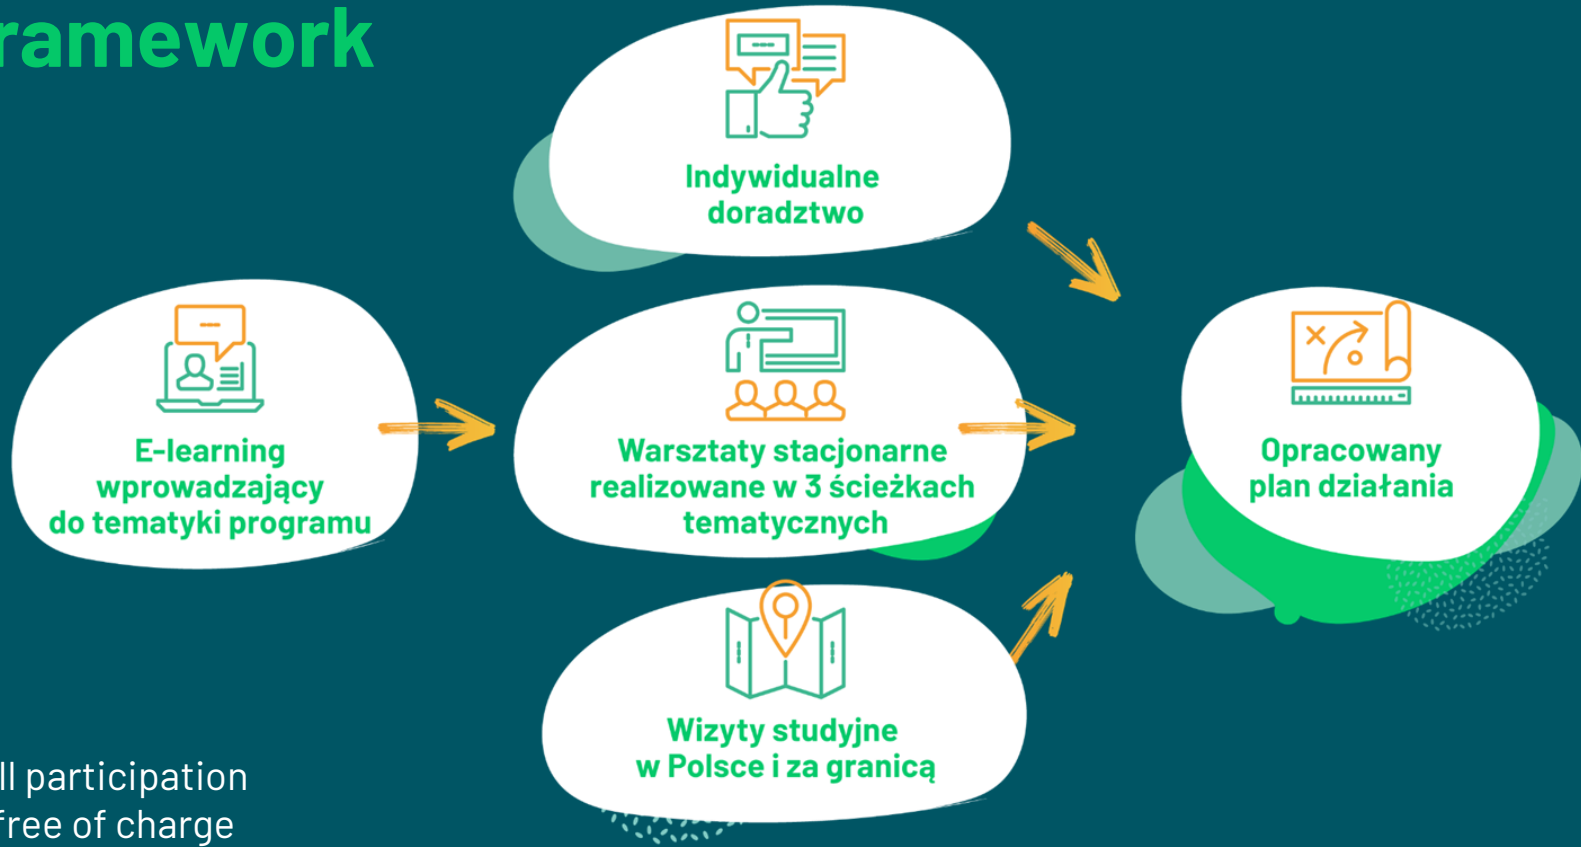 ramework
Indywidualne
doradztwo
E-learning
wprowadzający
do tematyki programu
Warsztaty stacjonarne
realizowane w 3 ścieżkach
tematycznych
Opracowany
plan działania
Wizyty studyjne
w Polsce i za granicą
ll participation
free of charge